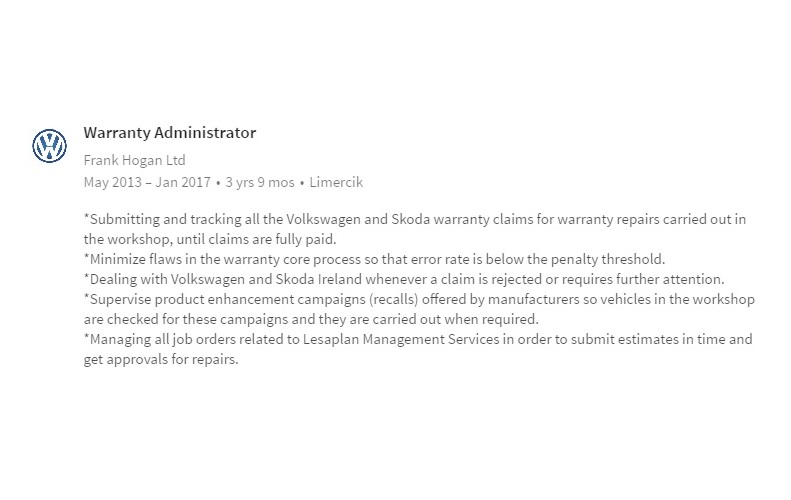 Warranty Administrator
Frank Hogan Ltd
May 2013 – Jan 2017 • 3 yrs 9 mos • Limercik
*Submitting and tracking all the Volkswagen and Skoda warranty claims for warranty repairs carried out in
the workshop, until claims are fully paid.
*Minimize flaws in the warranty core process so that error rate is below the penalty threshold.
*Dealing with Volkswagen and Skoda Ireland whenever a claim is rejected or requires further attention.
*Supervise product enhancement campaigns (recalls) offered by manufacturers so vehicles in the workshop
are checked for these campaigns and they are carried out when required.
*Managing all job orders related to Lesaplan Management Services in order to submit estimates in time and
get approvals for repairs.